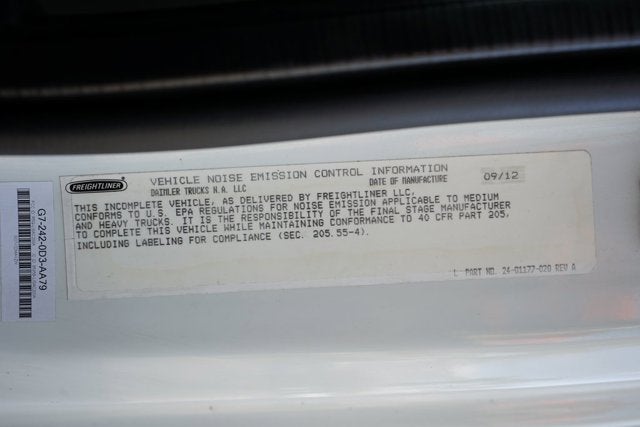 FREIGHTLINER
VEHICLE NOISE EMISSION CONTROL INFORMATION
DAIMLER TRUCKS N.A. LLC
DATE OF MANUFACTURE 09/12
THIS INCOMPLETE VEHICLE, AS DELIVERED BY FREIGHTLINER LLC,
CONFORMS TO U.S. EPA REGULATIONS FOR NOISE EMISSION APPLICABLE TO MEDIUM
AND HEAVY TRUCKS. IT IS THE RESPONSIBILITY OF THE FINAL STAGE MANUFACTURER
TO COMPLETE THIS VEHICLE WHILE MAINTAINING CONFORMANCE TO 40 CFR PART 205,
INCLUDING LABELING FOR COMPLIANCE (SEC. 205.55-4).
L PART NO. 24-01177-020 REV A
G7-242-003-AA79